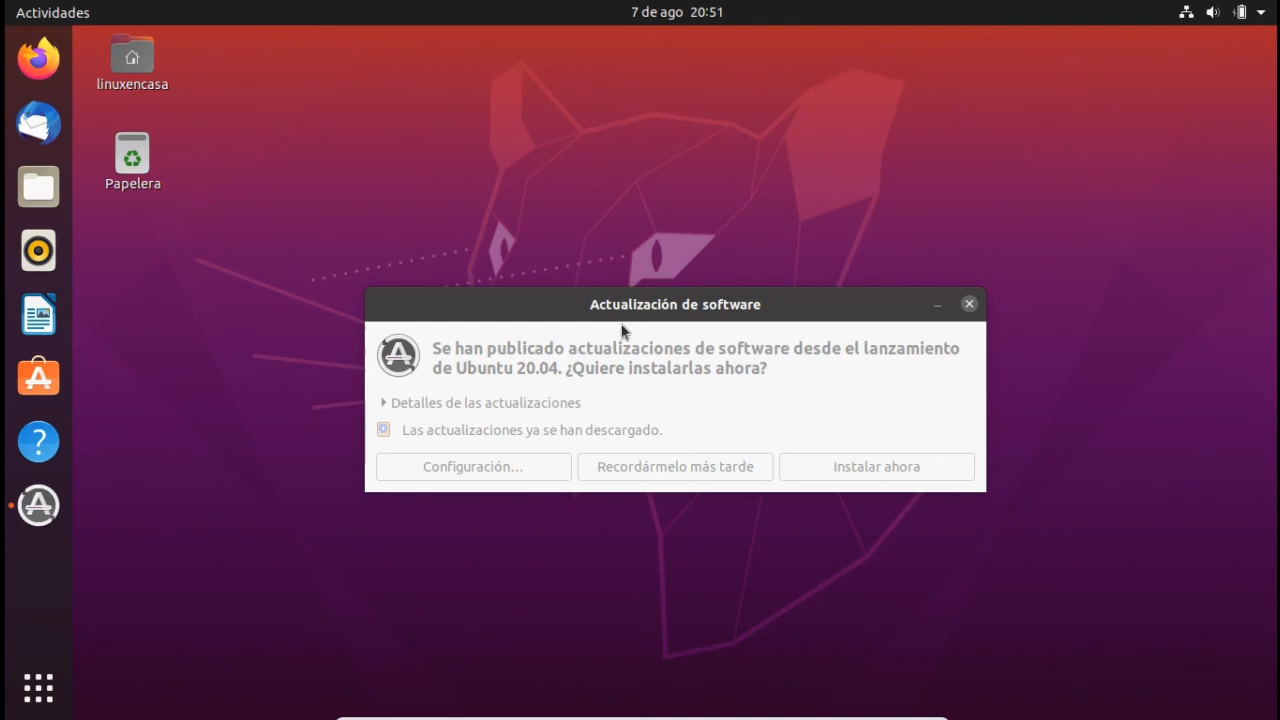 Actividades
7 de ago 20:51
linuxencasa
Papelera
Actualización de software
Se han publicado actualizaciones de software desde el lanzamiento
de Ubuntu 20.04. ¿Quiere instalarlas ahora?
Detalles de las actualizaciones
Las actualizaciones ya se han descargado.
Configuración…
Recordármelo más tarde
Instalar ahora